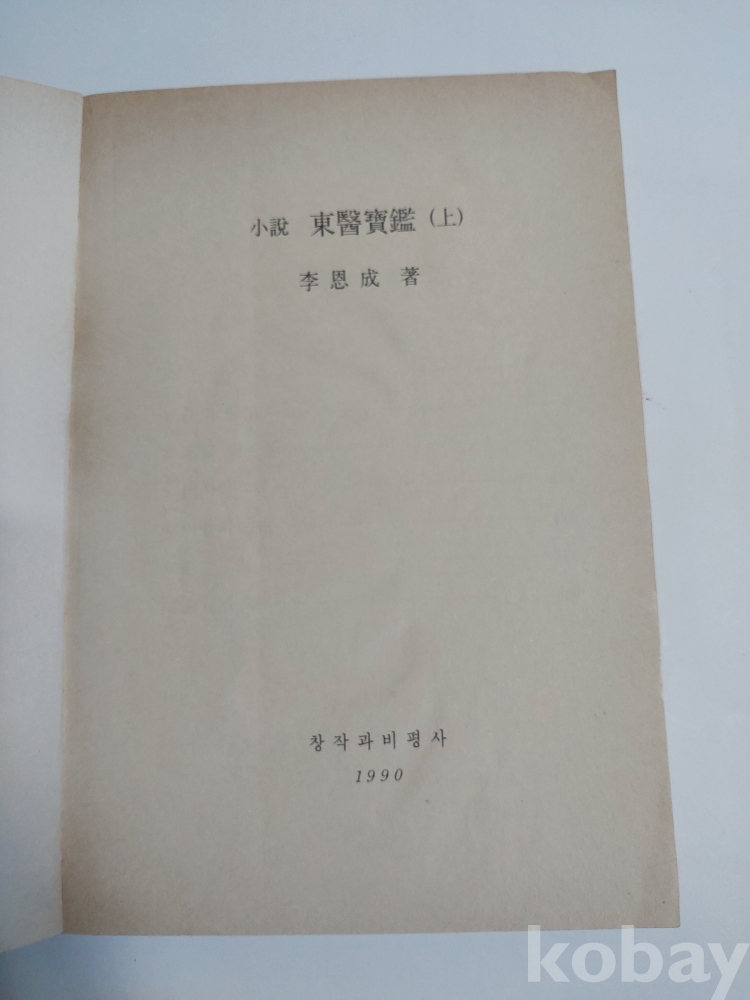 小說 東醫寶鑑 (上)
李恩成 著
창작과비평사
1990
kobay